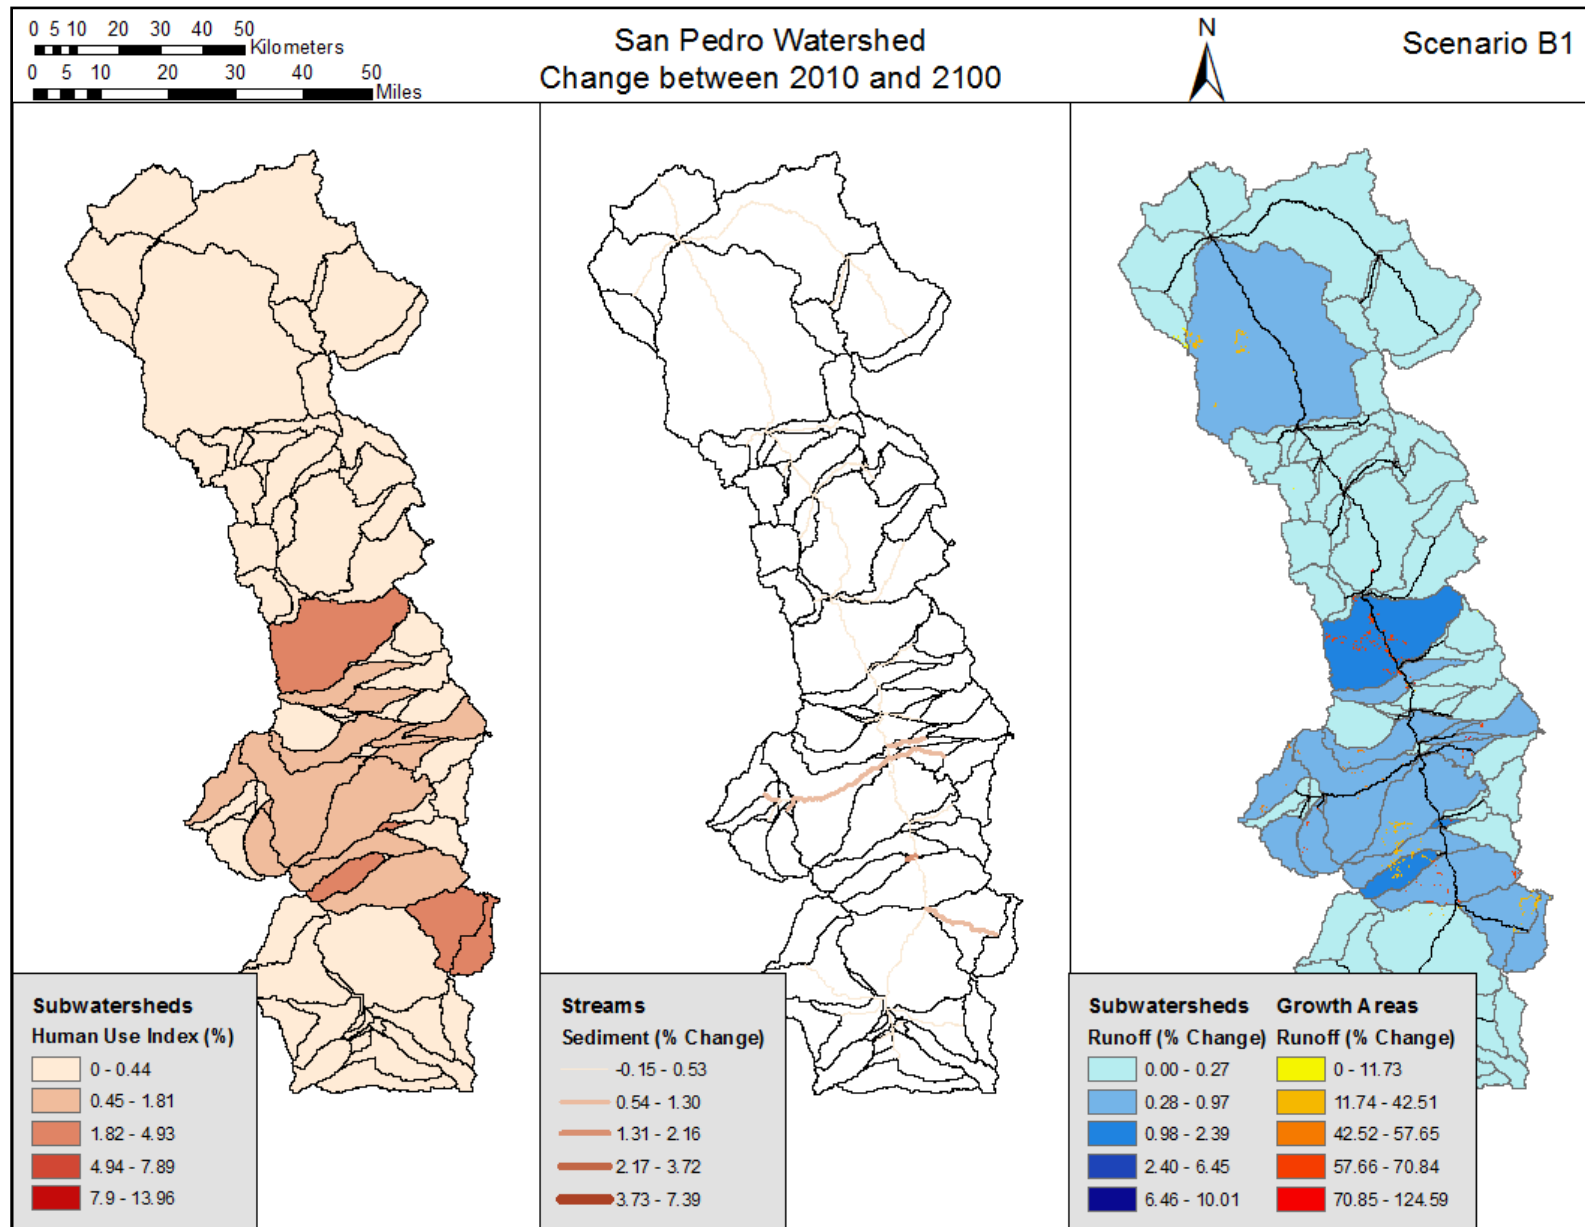 0 5 10 20 30 40 50
Kilometers
0 5 10 20 30 40 50
Miles
San Pedro Watershed
Change between 2010 and 2100
N
Scenario B1
Subwatersheds
Human Use Index (%)
0 - 0.44
0.45 - 1.81
1.82 - 4.93
4.94 - 7.89
7.9 - 13.96
Streams
Sediment (% Change)
-0.15 - 0.53
0.54 - 1.30
1.31 - 2.16
2.17 - 3.72
3.73 - 7.39
Subwatersheds
Runoff (% Change)
0.00 - 0.27
0.28 - 0.97
0.98 - 2.39
2.40 - 6.45
6.46 - 10.01
Growth Areas
Runoff (% Change)
0 - 11.73
11.74 - 42.51
42.52 - 57.65
57.66 - 70.84
70.85 - 124.59